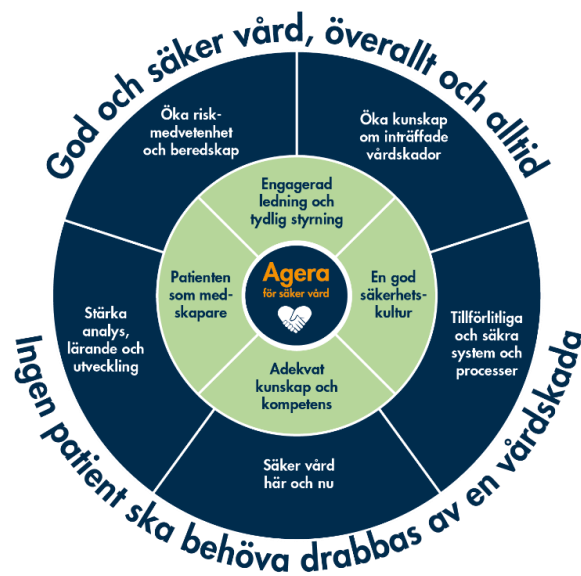 God och säker vård, överallt och alltid
Öka risk-
medvetenhet
och beredskap
Öka kunskap
om inträffade
vårdskador
Engagerad
ledning och
tydlig styrning
Patienten
som med-
skapare
Agera
för säker vård
En god
säkerhets-
kultur
Stärka
analys,
lärande och
utveckling
Tillförlitliga
och säkra
system och
processer
Adekvat
kunskap och
kompetens
Säker vård
här och nu
Ingen patient ska behöva drabbas av en vårdskada